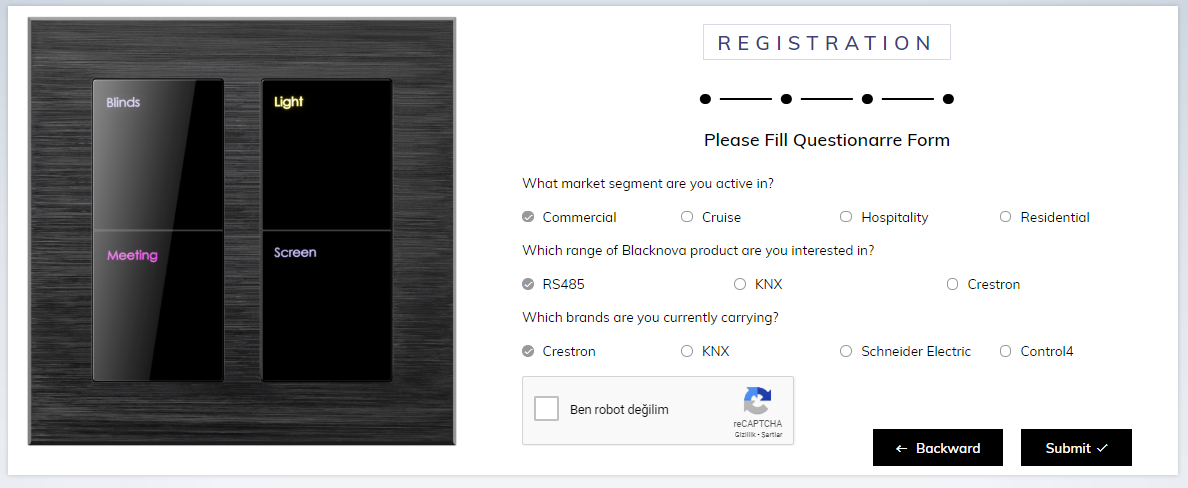 Blinds
Light
Meeting
Screen
REGISTRATION
Please Fill Questionarre Form
What market segment are you active in?
Commercial Cruise Hospitality Residential
Which range of Blacknova product are you interested in?
RS485 KNX Crestron
Which brands are you currently carrying?
Crestron KNX Schneider Electric Control4
Ben robot değilim
reCAPTCHA
Gizlilik - Şartlar
← Backward
Submit ✓